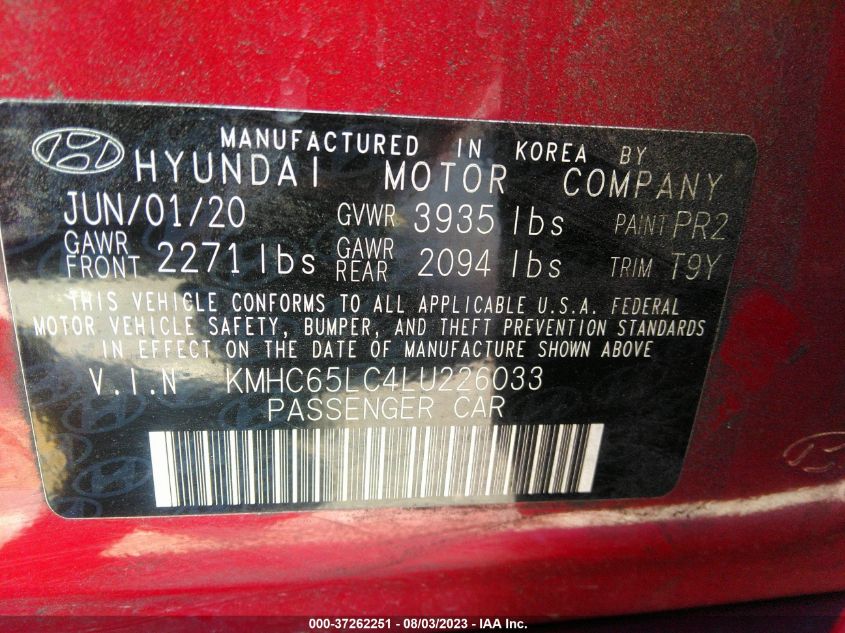 MANUFACTURED IN KOREA BY
HYUNDAI MOTOR COMPANY
JUN/01/20 GVWR 3935 lbs PAINT PR2
GAWR FRONT 2271 lbs GAWR REAR 2094 lbs TRIM T9Y
THIS VEHICLE CONFORMS TO ALL APPLICABLE U.S.A. FEDERAL
MOTOR VEHICLE SAFETY, BUMPER, AND THEFT PREVENTION STANDARDS
IN EFFECT ON THE DATE OF MANUFACTURE SHOWN ABOVE
V.I.N KMHC65LC4LU226033
PASSENGER CAR
000-37262251 - 08/03/2023 - IAA Inc.